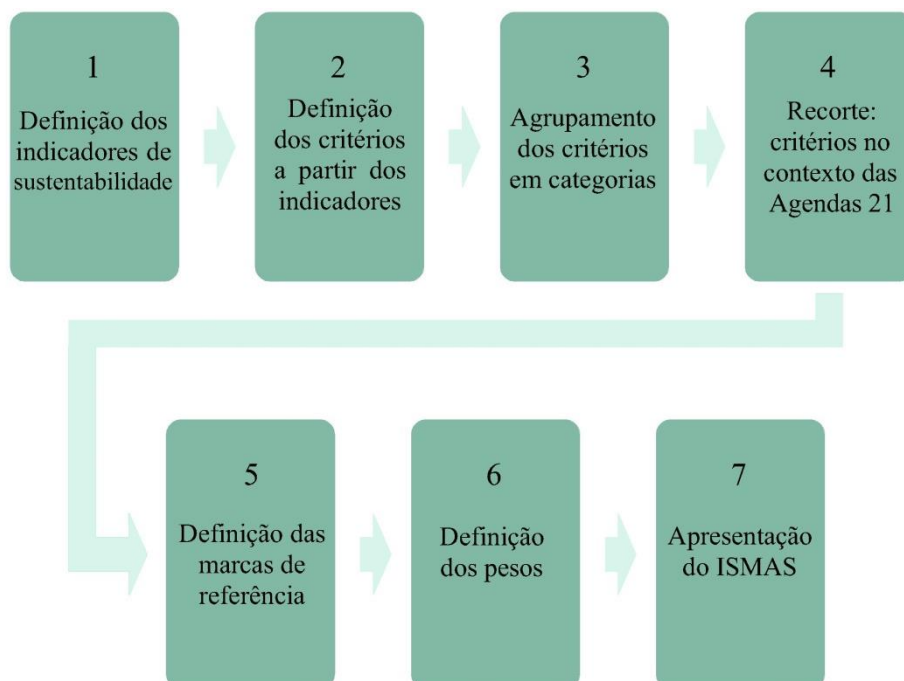 1
Definição dos
indicadores de
sustentabilidade
2
Definição
dos critérios
a partir dos
indicadores
3
Agrupamento
dos critérios
em categorias
4
Recorte:
critérios no
contexto das
Agendas 21
5
Definição das
marcas de
referência
6
Definição
dos pesos
7
Apresentação
do ISMAS